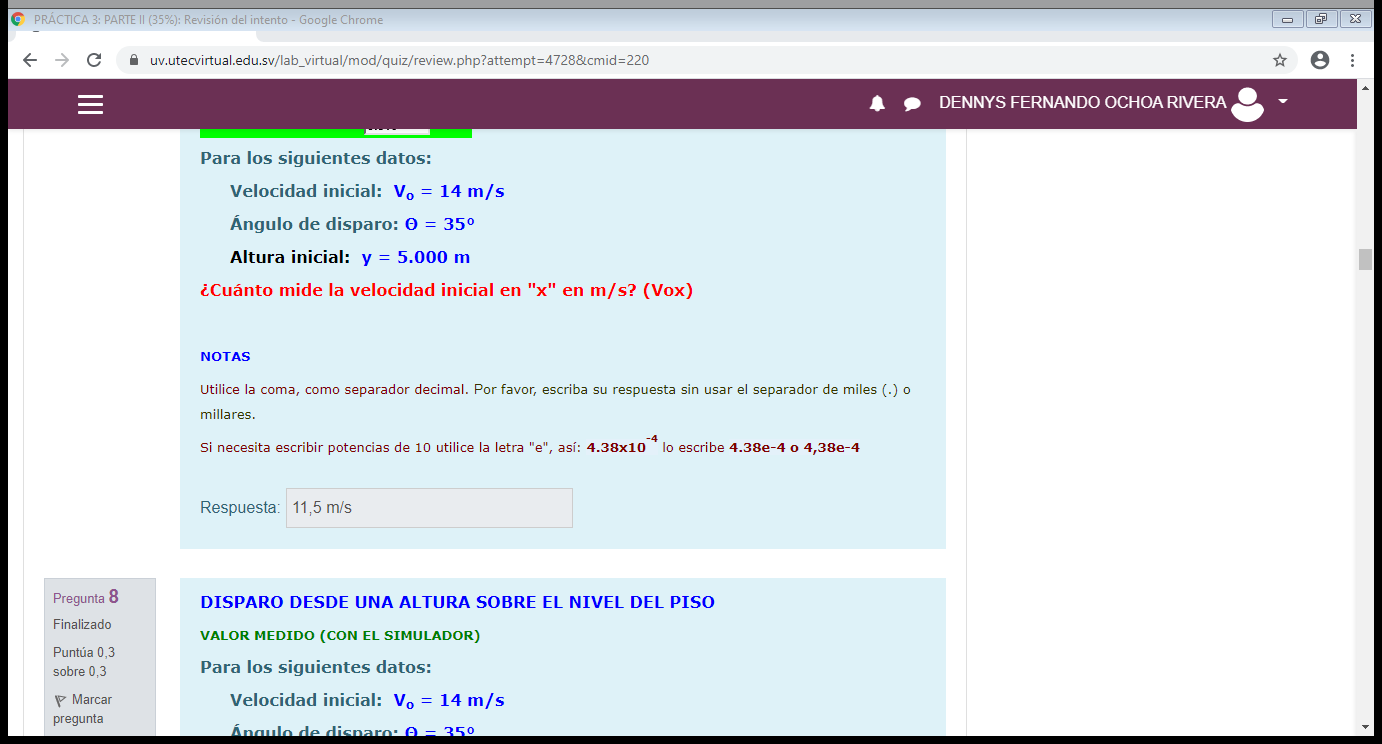 PRÁCTICA 3: PARTE II (35%): Revisión del intento - Google Chrome
uv.utecvirtual.edu.sv/lab_virtual/mod/quiz/review.php?attempt=4728&cmid=220
DENNYS FERNANDO OCHOA RIVERA
Para los siguientes datos:
Velocidad inicial: Vo = 14 m/s
Ángulo de disparo: Θ = 35º
Altura inicial: y = 5.000 m
¿Cuánto mide la velocidad inicial en "x" en m/s? (Vox)
NOTAS
Utilice la coma, como separador decimal. Por favor, escriba su respuesta sin usar el separador de miles (.) o
millares.
Si necesita escribir potencias de 10 utilice la letra "e", así: 4.38x10-4 lo escribe 4.38e-4 o 4,38e-4
Respuesta: 11,5 m/s
Pregunta 8
Finalizado
Puntúa 0,3
sobre 0,3
Marcar
pregunta
DISPARO DESDE UNA ALTURA SOBRE EL NIVEL DEL PISO
VALOR MEDIDO (CON EL SIMULADOR)
Para los siguientes datos:
Velocidad inicial: Vo = 14 m/s
Ángulo de disparo: Θ = 35º